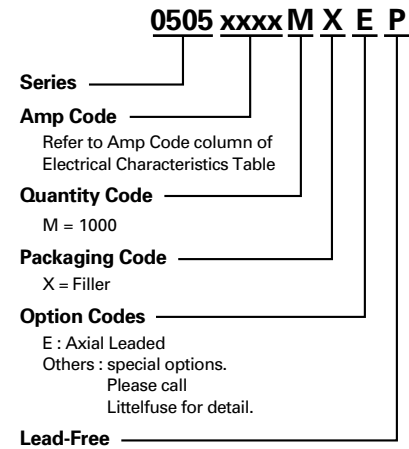 0505 xxxx M X E P
Series
Amp Code
Refer to Amp Code column of
Electrical Characteristics Table
Quantity Code
M = 1000
Packaging Code
X = Filler
Option Codes
E : Axial Leaded
Others : special options.
Please call
Littelfuse for detail.
Lead-Free